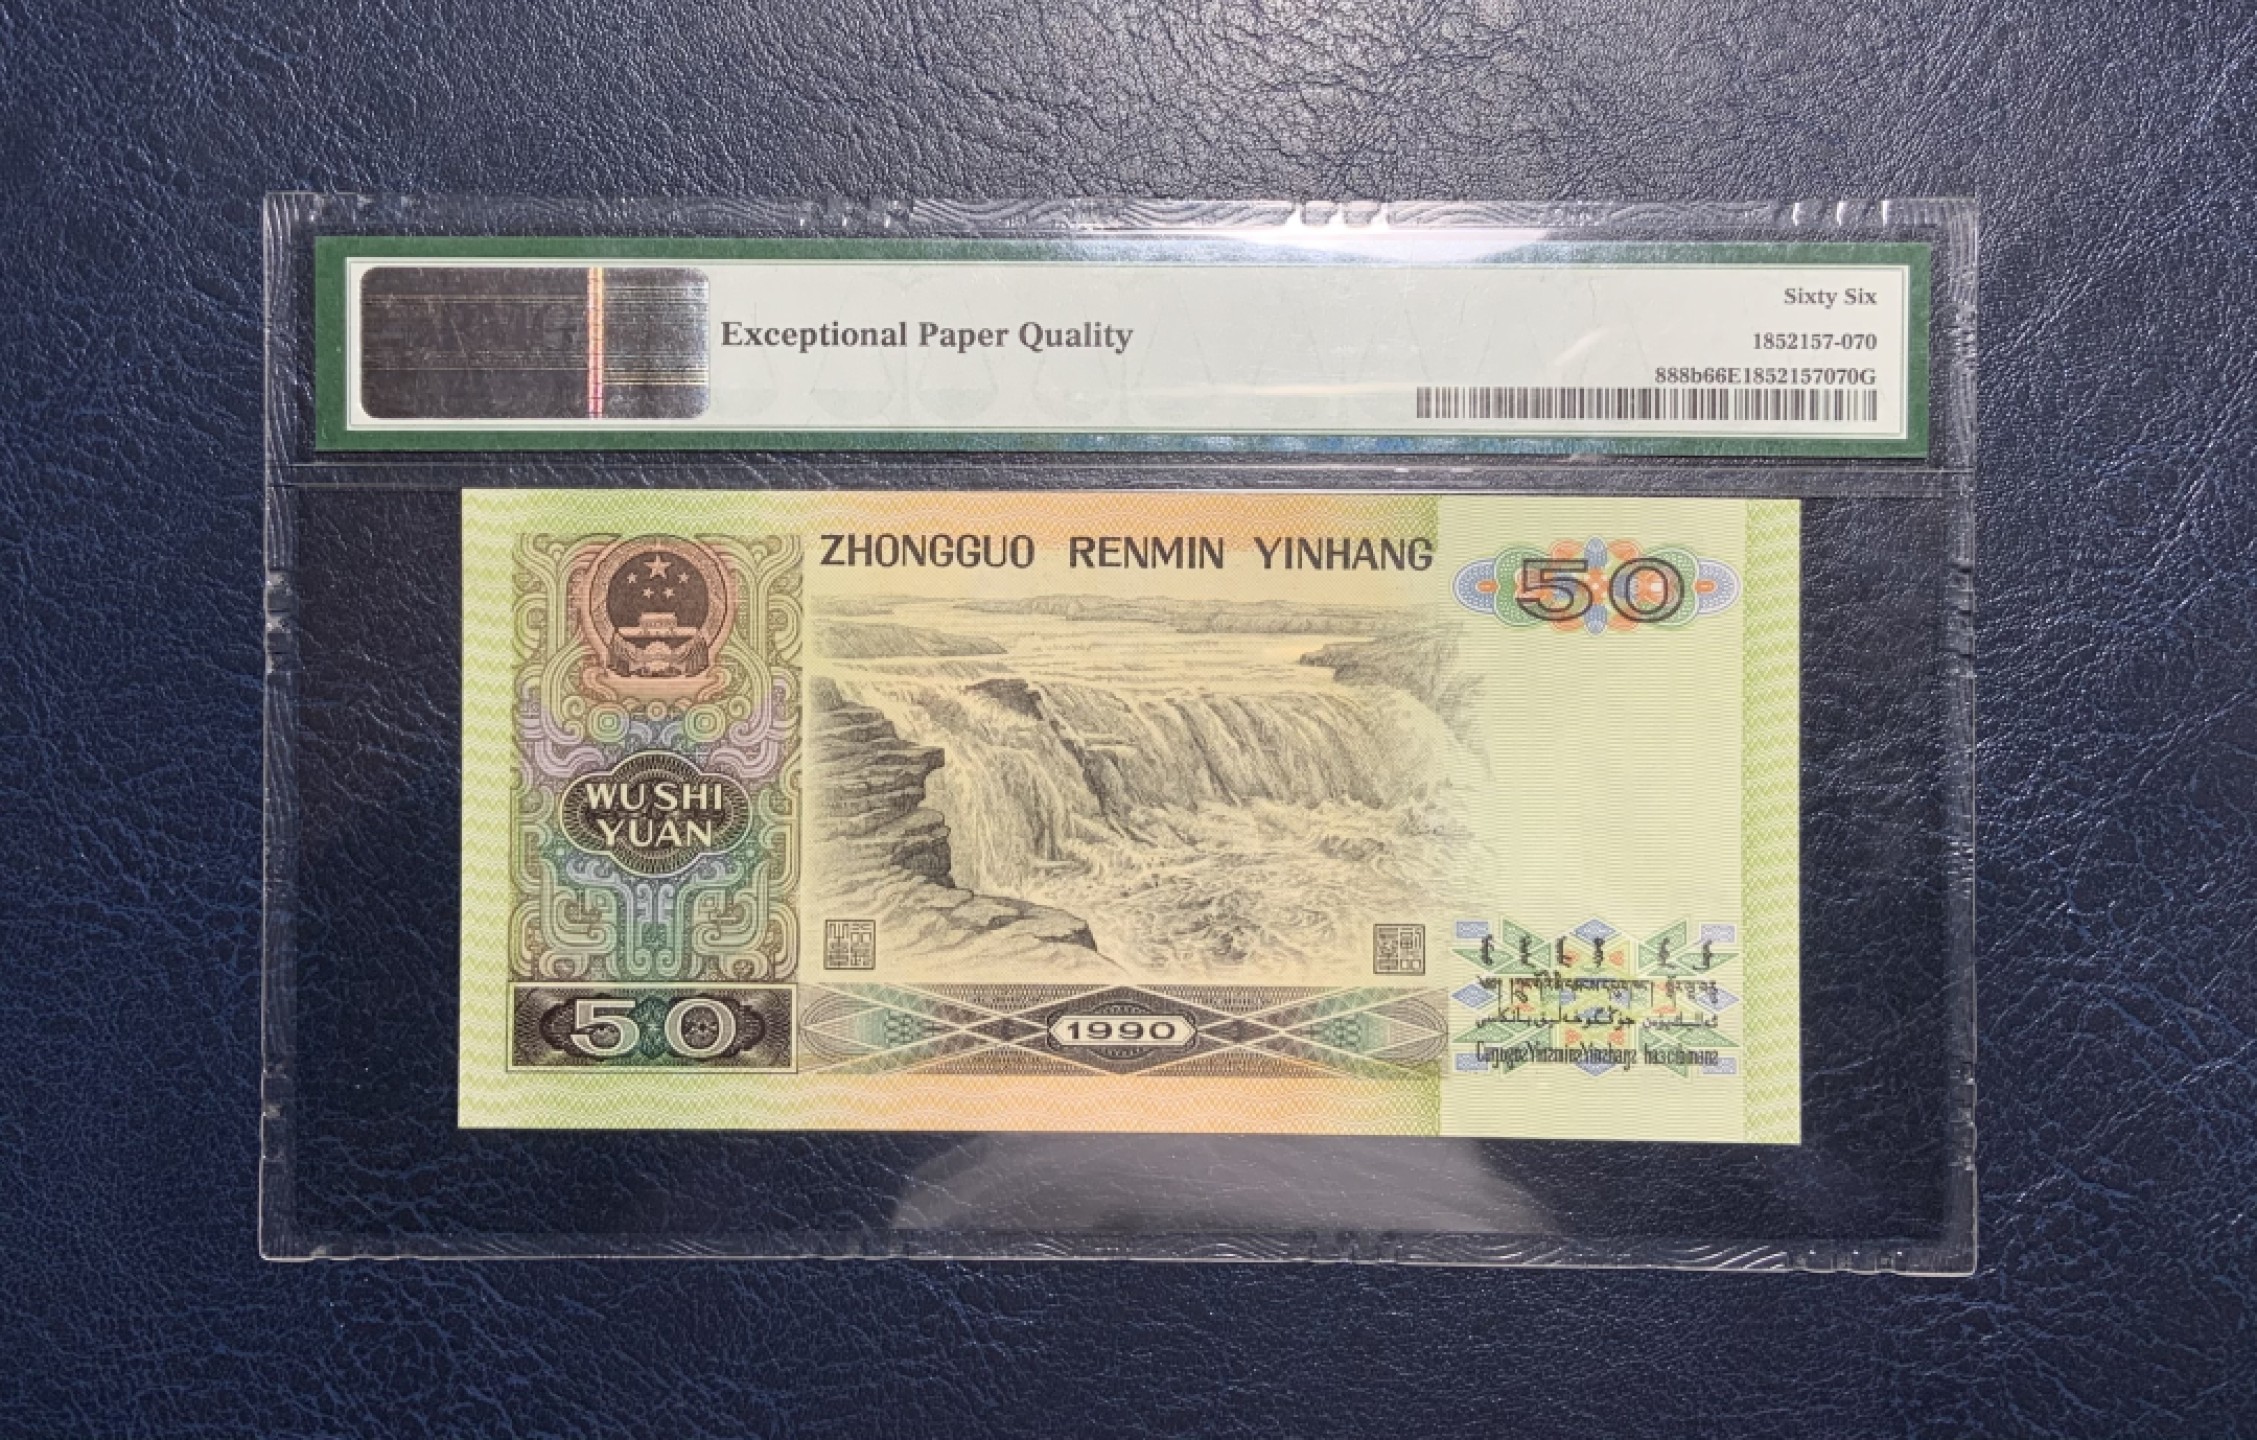 Sixty Six
Exceptional Paper Quality
1852157-070
888b66E1852157070G
ZHONGGUO RENMIN YINHANG
50
WU SHI
YUAN
50
1990